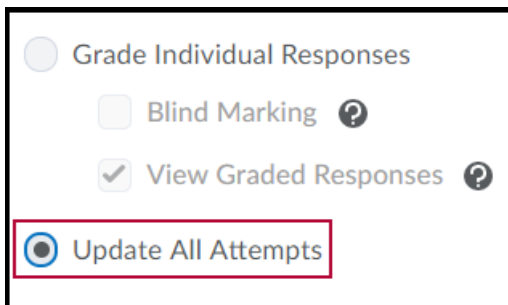 Grade Individual Responses
Blind Marking ?
View Graded Responses ?
Update All Attempts